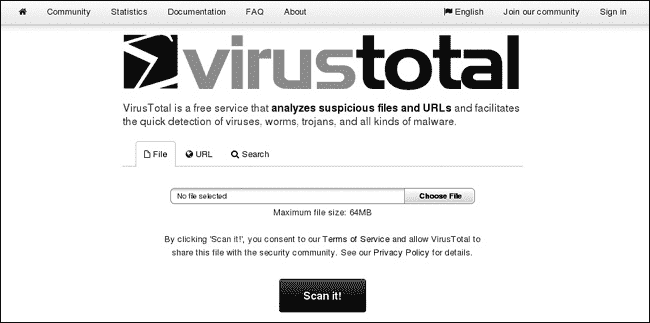 Community Statistics Documentation FAQ About English Join our community Sign in
virustotal
VirusTotal is a free service that analyzes suspicious files and URLs and facilitates
the quick detection of viruses, worms, trojans, and all kinds of malware.
File URL Search
No file selected Choose File
Maximum file size: 64MB
By clicking 'Scan it!', you consent to our Terms of Service and allow VirusTotal to
share this file with the security community. See our Privacy Policy for details.
Scan it!